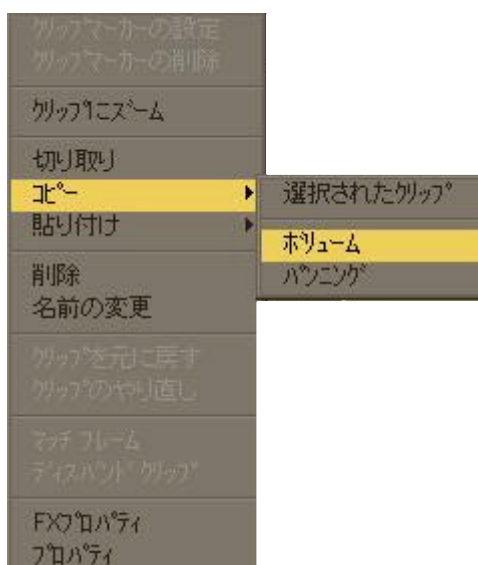 クリップマーカーの設定
クリップマーカーの削除
クリップにズーム
切り取り
コピー
選択されたクリップ
貼り付け
ボリューム
パンニング
削除
名前の変更
クリップを元に戻す
クリップのやり直し
マッチ フレーム
ディスバンド クリップ
FXプロパティ
プロパティ